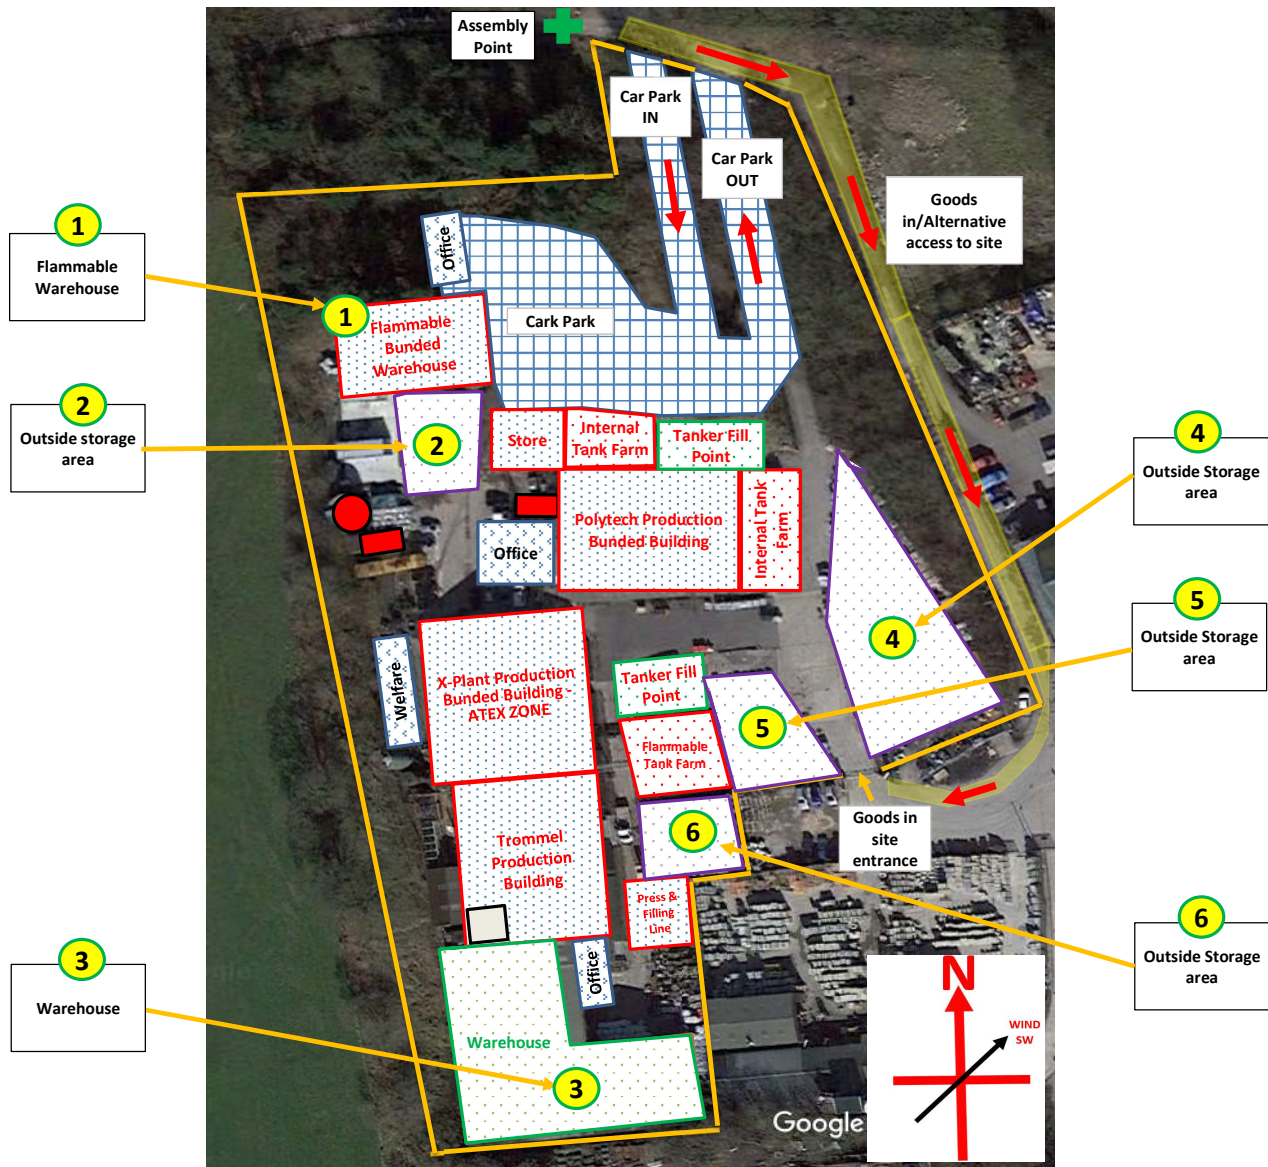 Assembly
Point
Car Park
IN
Car Park
OUT
Goods
in/Alternative
access to site
1
Flammable
Warehouse
Office
Cark Park
1
Flammable
Bunded
Warehouse
2
Outside storage
area
2
Store
Internal
Tank Farm
Tanker Fill
Point
4
Outside Storage
area
Office
Polytech Production
Bunded Building
Internal Tank
Farm
5
Outside Storage
area
4
Welfare
X-Plant Production
Bunded Building -
ATEX ZONE
Tanker Fill
Point
5
Flammable
Tank Farm
Goods in
site
entrance
6
Trommel
Production
Building
Press &
Filling
Line
6
Outside Storage
area
3
Warehouse
Office
Warehouse
3
N
WIND
SW
Google